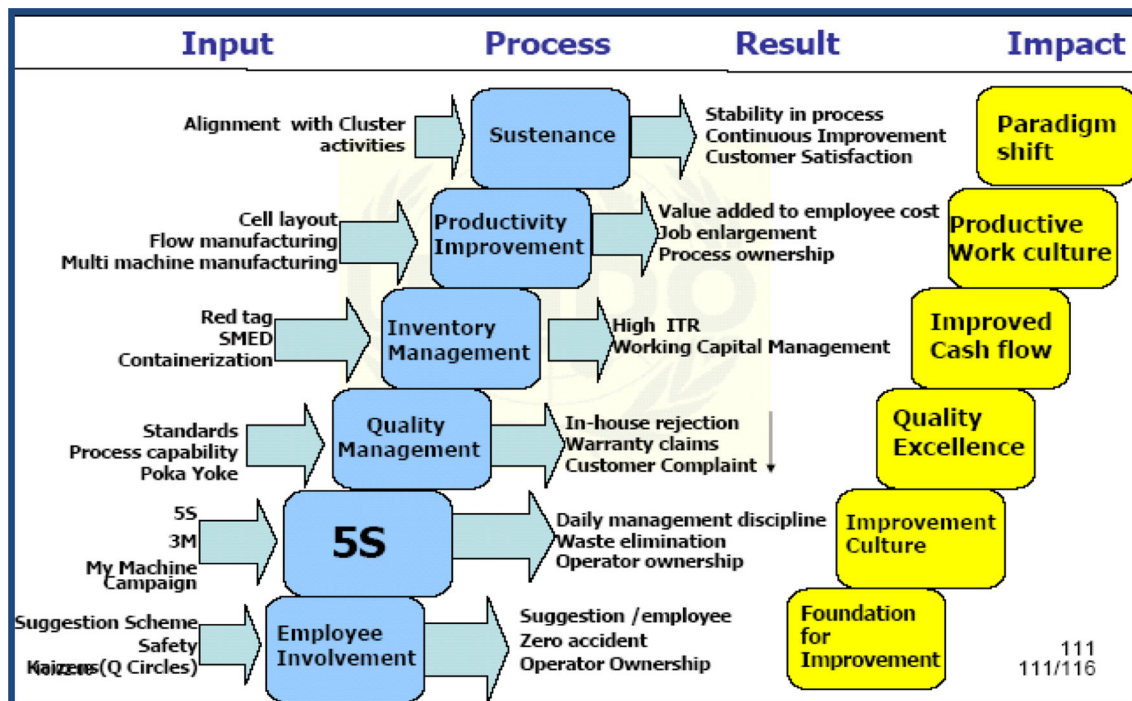 Input Process Result Impact
Alignment with Cluster
activities
Sustenance
Stability in process
Continuous Improvement
Customer Satisfaction
Paradigm
shift
Cell layout
Flow manufacturing
Multi machine manufacturing
Productivity
Improvement
Value added to employee cost
Job enlargement
Process ownership
Productive
Work culture
Red tag
SMED
Containerization
Inventory
Management
High ITR
Working Capital Management
Improved
Cash flow
Standards
Process capability
Poka Yoke
Quality
Management
In-house rejection
Warranty claims
Customer Complaint
Quality
Excellence
5S
3M
My Machine
Campaign
5S
Daily management discipline
Waste elimination
Operator ownership
Improvement
Culture
Suggestion Scheme
Safety
Kaizens(Q Circles)
Employee
Involvement
Suggestion /employee
Zero accident
Operator Ownership
Foundation
for
Improvement
111
111/116